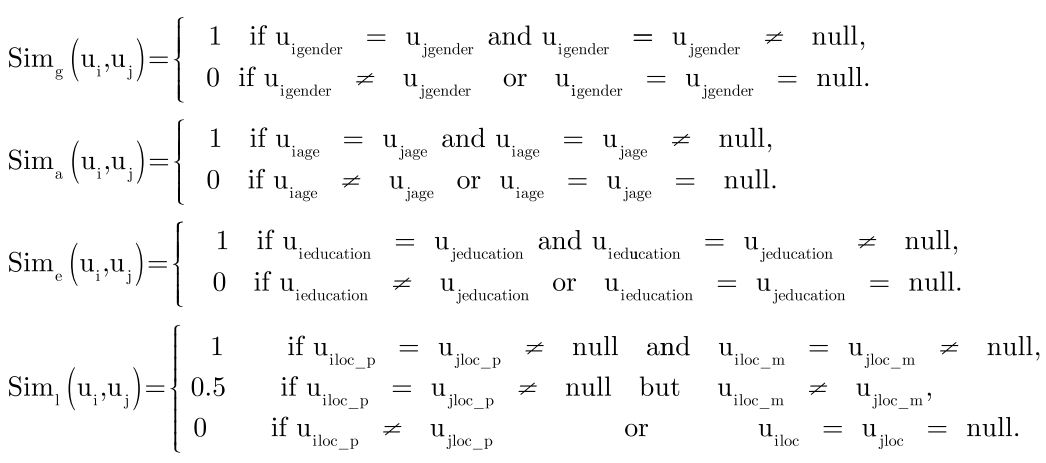 Sim_g (u_i,u_j)= { 1 if u_igender = u_jgender and u_igender = u_jgender ≠ null,
0 if u_igender ≠ u_jgender or u_igender = u_jgender = null.
Sim_a (u_i,u_j)= { 1 if u_iage = u_jage and u_iage = u_jage ≠ null,
0 if u_iage ≠ u_jage or u_iage = u_jage = null.
Sim_e (u_i,u_j)= { 1 if u_ieducation = u_jeducation and u_ieducation = u_jeducation ≠ null,
0 if u_ieducation ≠ u_jeducation or u_ieducation = u_jeducation = null.
Sim_l (u_i,u_j)= { 1 if u_iloc_p = u_jloc_p ≠ null and u_iloc_m = u_jloc_m ≠ null,
0.5 if u_iloc_p = u_jloc_p ≠ null but u_iloc_m ≠ u_jloc_m,
0 if u_iloc_p ≠ u_jloc_p or u_iloc = u_jloc = null.